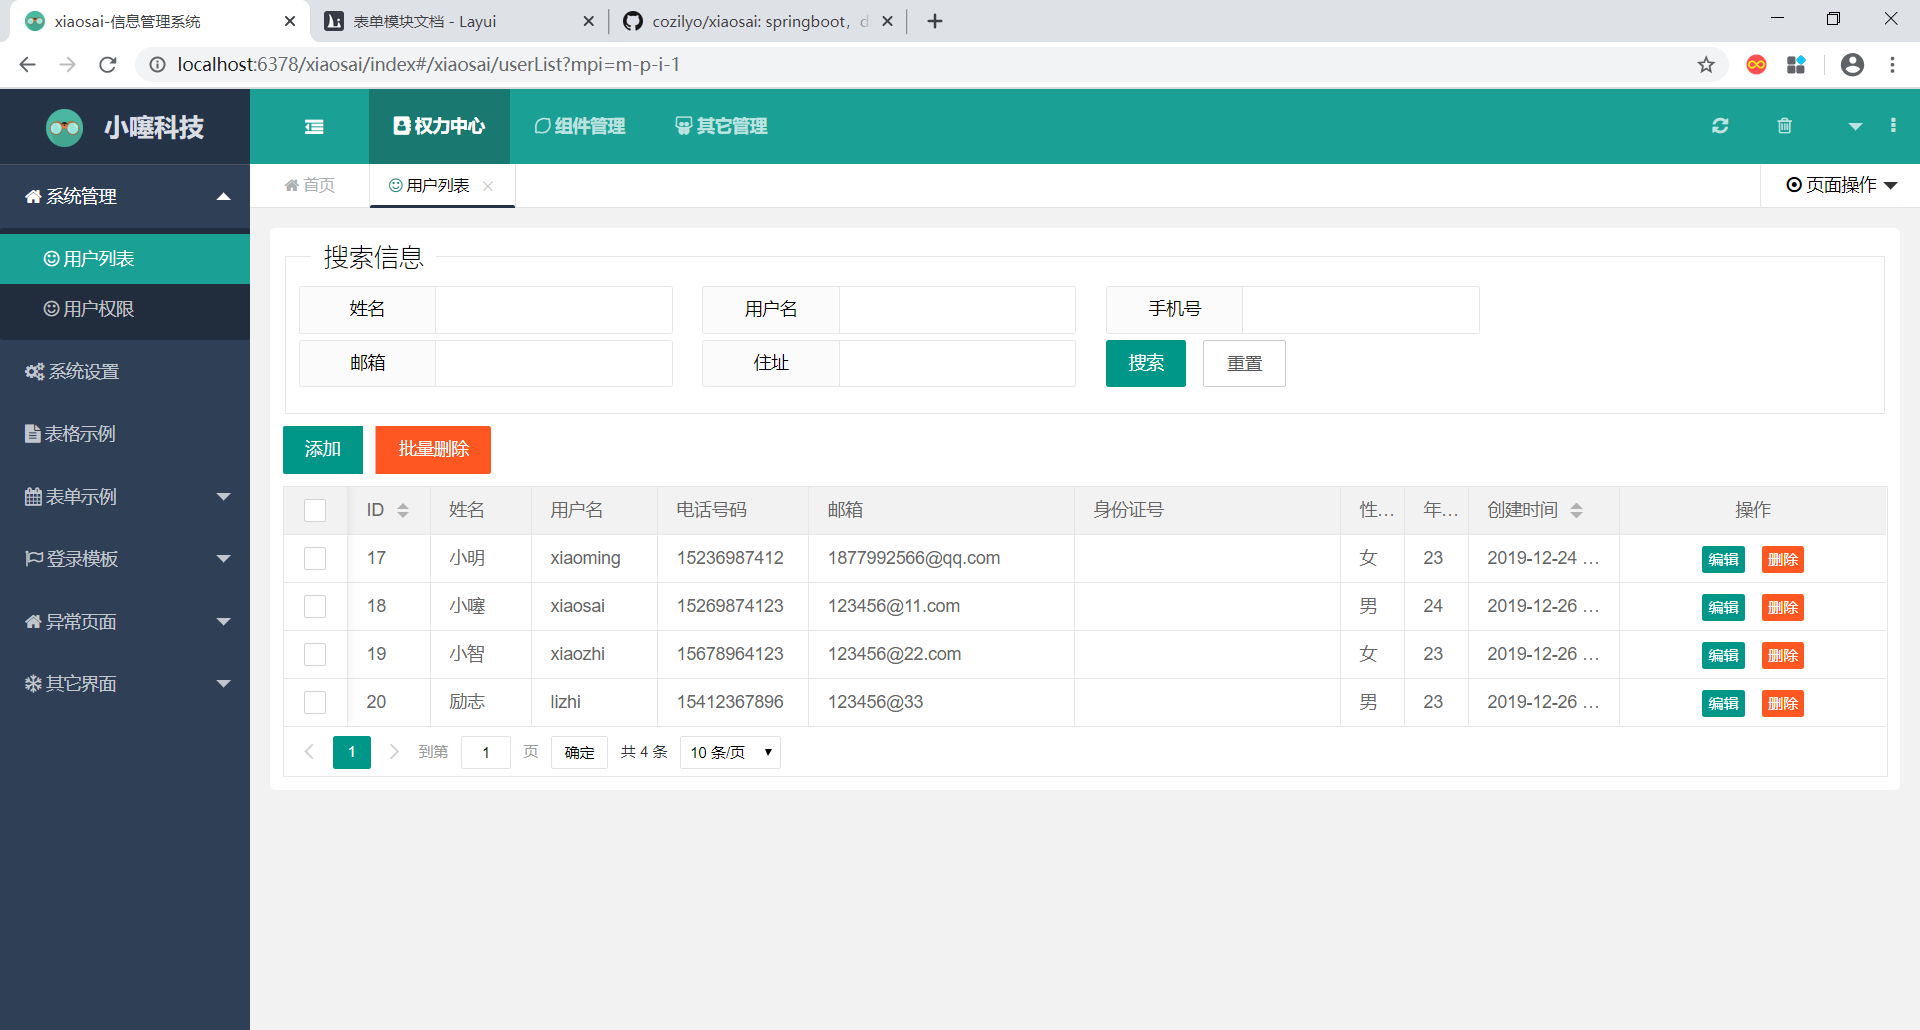 xiaosai-信息管理系统
表单模块文档 - Layui
cozilyo/xiaosai: springboot, d
localhost:6378/xiaosai/index#/xiaosai/userList?mpi=m-p-i-1
小噻科技
权力中心
组件管理
其它管理
首页
用户列表
页面操作
系统管理
用户列表
用户权限
系统设置
表格示例
表单示例
登录模板
异常页面
其它界面
搜索信息
姓名 用户名 手机号
邮箱 住址 搜索 重置
添加 批量删除
ID 姓名 用户名 电话号码 邮箱 身份证号 性... 年... 创建时间 操作
17 小明 xiaoming 15236987412 1877992566@qq.com 女 23 2019-12-24 ... 编辑 删除
18 小噻 xiaosai 15269874123 123456@11.com 男 24 2019-12-26 ... 编辑 删除
19 小智 xiaozhi 15678964123 123456@22.com 女 23 2019-12-26 ... 编辑 删除
20 励志 lizhi 15412367896 123456@33 男 23 2019-12-26 ... 编辑 删除
1 到第 1 页 确定 共 4 条 10 条/页